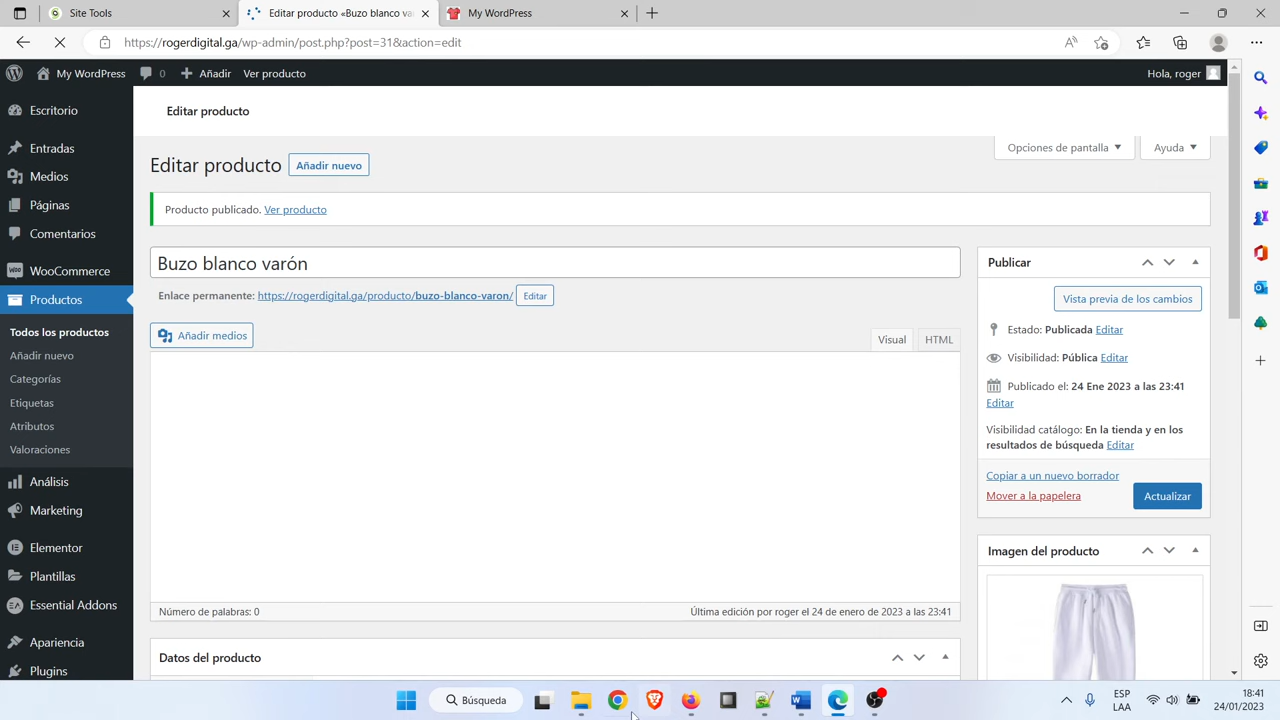 Site Tools
Editar producto «Buzo blanco va
My WordPress
https://rogerdigital.ga/wp-admin/post.php?post=31&action=edit
My WordPress
0
Añadir
Ver producto
Hola, roger
Editar producto
Opciones de pantalla
Ayuda
Editar producto
Añadir nuevo
Producto publicado. Ver producto
Escritorio
Entradas
Medios
Páginas
Comentarios
WooCommerce
Productos
Todos los productos
Añadir nuevo
Categorías
Etiquetas
Atributos
Valoraciones
Análisis
Marketing
Elementor
Plantillas
Essential Addons
Apariencia
Plugins
Buzo blanco varón
Enlace permanente: https://rogerdigital.ga/producto/buzo-blanco-varon/ Editar
Añadir medios
Visual
HTML
Número de palabras: 0
Última edición por roger el 24 de enero de 2023 a las 23:41
Datos del producto
Publicar
Vista previa de los cambios
Estado: Publicada Editar
Visibilidad: Pública Editar
Publicado el: 24 Ene 2023 a las 23:41
Editar
Visibilidad catálogo: En la tienda y en los
resultados de búsqueda Editar
Copiar a un nuevo borrador
Mover a la papelera
Actualizar
Imagen del producto
Búsqueda
ESP
LAA
18:41
24/01/2023